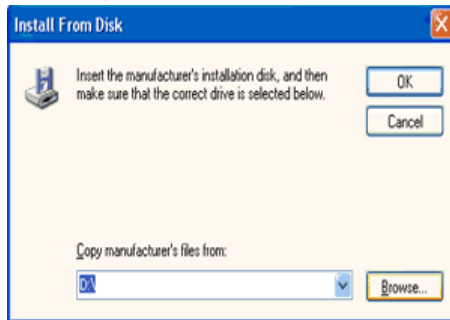 Install From Disk
Insert the manufacturer's installation disk, and then
make sure that the correct drive is selected below.
OK
Cancel
Copy manufacturer's files from:
D:\
Browse...